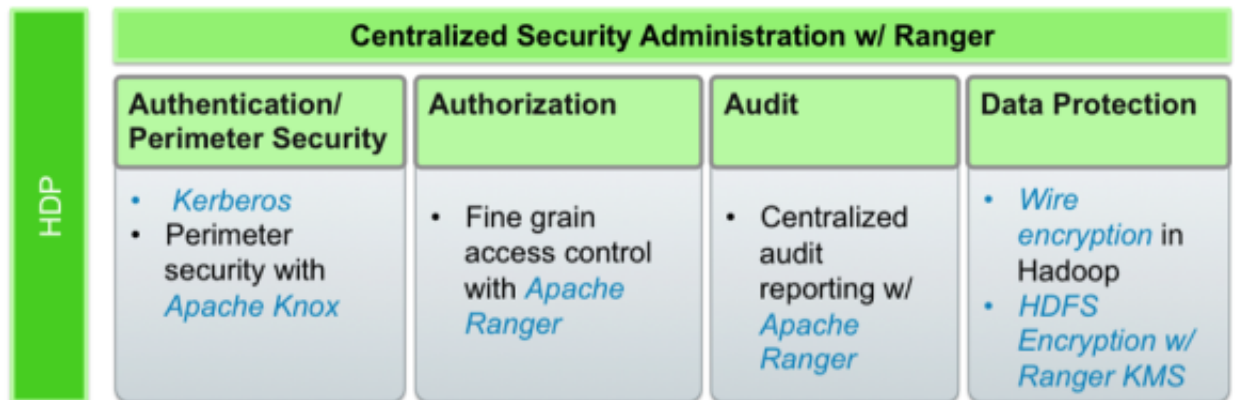 HDP
Centralized Security Administration w/ Ranger
Authentication/
Perimeter Security
• Kerberos
• Perimeter
security with
Apache Knox
Authorization
• Fine grain
access control
with Apache
Ranger
Audit
• Centralized
audit
reporting w/
Apache
Ranger
Data Protection
• Wire
encryption in
Hadoop
• HDFS
Encryption w/
Ranger KMS